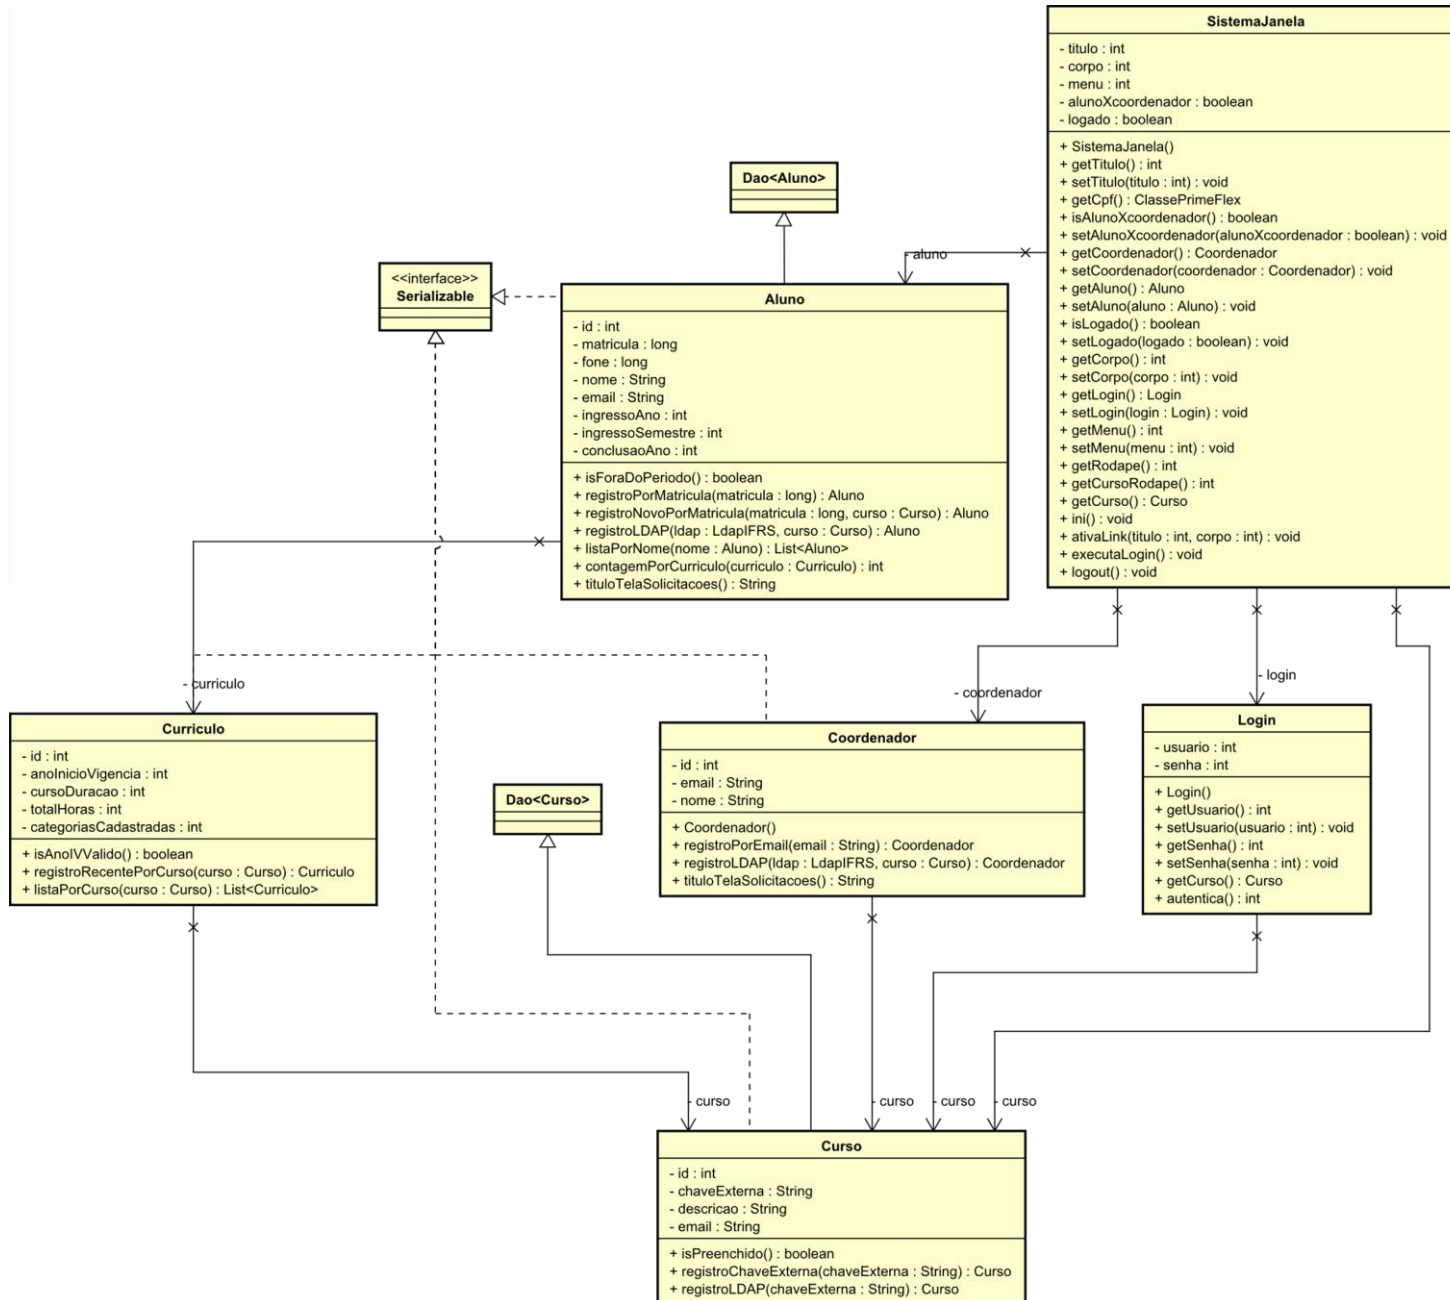 SistemaJanela
- titulo : int
- corpo : int
- menu : int
- alunoXcoordenador : boolean
- logado : boolean
+ SistemaJanela()
+ getTitulo() : int
+ setTitulo(titulo : int) : void
+ getCpf() : ClassePrimeFlex
+ isAlunoXcoordenador() : boolean
+ setAlunoXcoordenador(alunoXcoordenador : boolean) : void
+ getCoordenador() : Coordenador
+ setCoordenador(coordenador : Coordenador) : void
+ getAluno() : Aluno
+ setAluno(aluno : Aluno) : void
+ isLogado() : boolean
+ setLogado(logado : boolean) : void
+ getCorpo() : int
+ setCorpo(corpo : int) : void
+ getLogin() : Login
+ setLogin(login : Login) : void
+ getMenu() : int
+ setMenu(menu : int) : void
+ getRodape() : int
+ getCursoRodape() : int
+ getCurso() : Curso
+ ini() : void
+ ativaLink(titulo : int, corpo : int) : void
+ executaLogin() : void
+ logout() : void
Dao<Aluno>
- aluno
<<interface>>
Serializable
Aluno
- id : int
- matricula : long
- fone : long
- nome : String
- email : String
- ingressoAno : int
- ingressoSemestre : int
- conclusaoAno : int
+ isForaDoPeriodo() : boolean
+ registroPorMatricula(matricula : long) : Aluno
+ registroNovoPorMatricula(matricula : long, curso : Curso) : Aluno
+ registroLDAP(ldap : LdapIFRS, curso : Curso) : Aluno
+ listaPorNome(nome : Aluno) : List<Aluno>
+ contagemPorCurriculo(curriculo : Curriculo) : int
+ tituloTelaSolicitacoes() : String
- curriculo
- coordenador
- login
Curriculo
- id : int
- anoInicioVigencia : int
- cursoDuracao : int
- totalHoras : int
- categoriasCadastradas : int
+ isAnoIVValido() : boolean
+ registroRecentePorCurso(curso : Curso) : Curriculo
+ listaPorCurso(curso : Curso) : List<Curriculo>
Dao<Curso>
Coordenador
- id : int
- email : String
- nome : String
+ Coordenador()
+ registroPorEmail(email : String) : Coordenador
+ registroLDAP(ldap : LdapIFRS, curso : Curso) : Coordenador
+ tituloTelaSolicitacoes() : String
Login
- usuario : int
- senha : int
+ Login()
+ getUsuario() : int
+ setUsuario(usuario : int) : void
+ getSenha() : int
+ setSenha(senha : int) : void
+ getCurso() : Curso
+ autentica() : int
- curso
- curso
- curso
- curso
Curso
- id : int
- chaveExterna : String
- descricao : String
- email : String
+ isPreenchido() : boolean
+ registroChaveExterna(chaveExterna : String) : Curso
+ registroLDAP(chaveExterna : String) : Curso